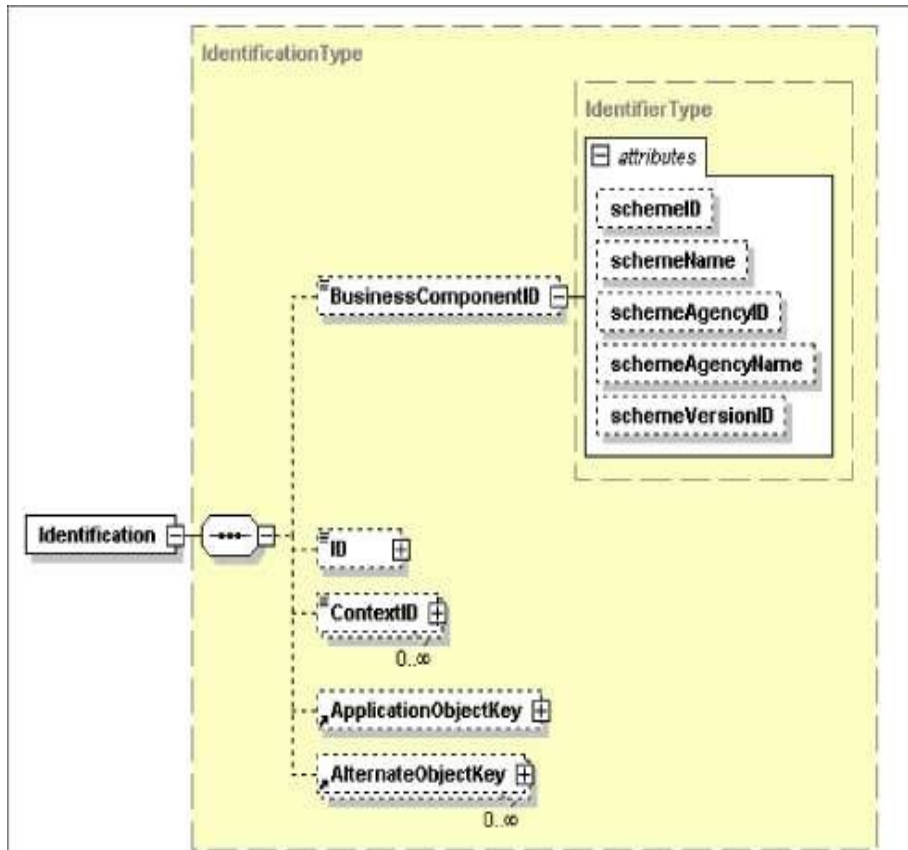 IdentificationType
IdentifierType
attributes
schemeID
schemeName
BusinessComponentID
schemeAgencyID
schemeAgencyName
schemeVersionID
Identification
ID
ContextID
0..∞
ApplicationObjectKey
AlternateObjectKey
0..∞